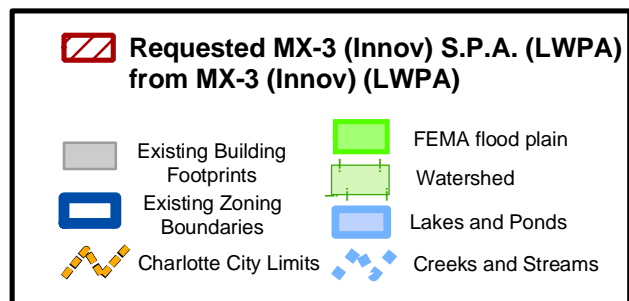 Requested MX-3 (Innov) S.P.A. (LWPA)
from MX-3 (Innov) (LWPA)
Existing Building
Footprints
Existing Zoning
Boundaries
Charlotte City Limits
FEMA flood plain
Watershed
Lakes and Ponds
Creeks and Streams